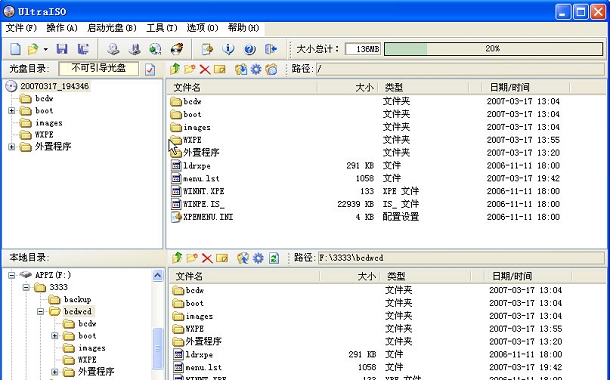 UltraISO
文件(F) 操作(A) 启动光盘(B) 工具(T) 选项(O) 帮助(H)
大小总计: 136MB 20%
光盘目录: 不可引导光盘 路径: /
20070317_194346
bcdw
boot
images
WXPE
外置程序
文件名 大小 类型 日期/时间
bcdw 文件夹 2007-03-17 13:04
boot 文件夹 2007-03-17 13:04
images 文件夹 2007-03-17 13:04
WXPE 文件夹 2007-03-17 13:55
外置程序 文件夹 2007-03-17 13:20
ldrxpe 291 KB 文件 2006-11-11 18:00
menu.lst 1058 文件 2007-03-17 19:42
WINNT.XPE 133 XPE 文件 2006-11-11 18:00
WINPE.IS_ 22939 KB IS_ 文件 2006-11-11 18:00
XPEMENU.INI 4 KB 配置设置 2006-11-11 18:00
本地目录: 路径: F:\3333\bcdwcd
APPZ(F:)
3333
backup
bcdwcd
bcdw
boot
images
WXPE
外置程序
文件名 大小 类型 日期/时间
bcdw 文件夹 2007-03-17 13:04
boot 文件夹 2007-03-17 13:04
images 文件夹 2007-03-17 13:04
WXPE 文件夹 2007-03-17 13:55
外置程序 文件夹 2007-03-17 13:20
ldrxpe 291 KB 文件 2006-11-11 18:00
menu.lst 1058 文件 2007-03-17 19:42
WINNT.XPE 133 XPE 文件 2006-11-11 18:00